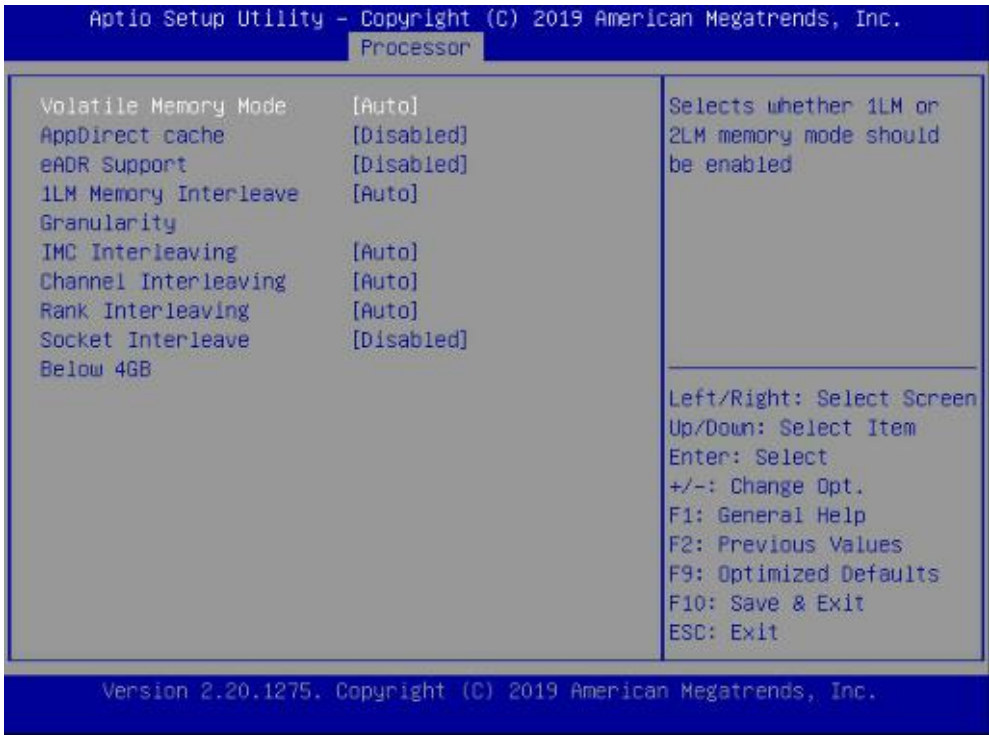 Aptio Setup Utility – Copyright (C) 2019 American Megatrends, Inc.
Processor
Volatile Memory Mode [Auto]
AppDirect cache [Disabled]
eADR Support [Disabled]
1LM Memory Interleave [Auto]
Granularity
IMC Interleaving [Auto]
Channel Interleaving [Auto]
Rank Interleaving [Auto]
Socket Interleave [Disabled]
Below 4GB
Selects whether 1LM or
2LM memory mode should
be enabled
Left/Right: Select Screen
Up/Down: Select Item
Enter: Select
+/-: Change Opt.
F1: General Help
F2: Previous Values
F9: Optimized Defaults
F10: Save & Exit
ESC: Exit
Version 2.20.1275. Copyright (C) 2019 American Megatrends, Inc.